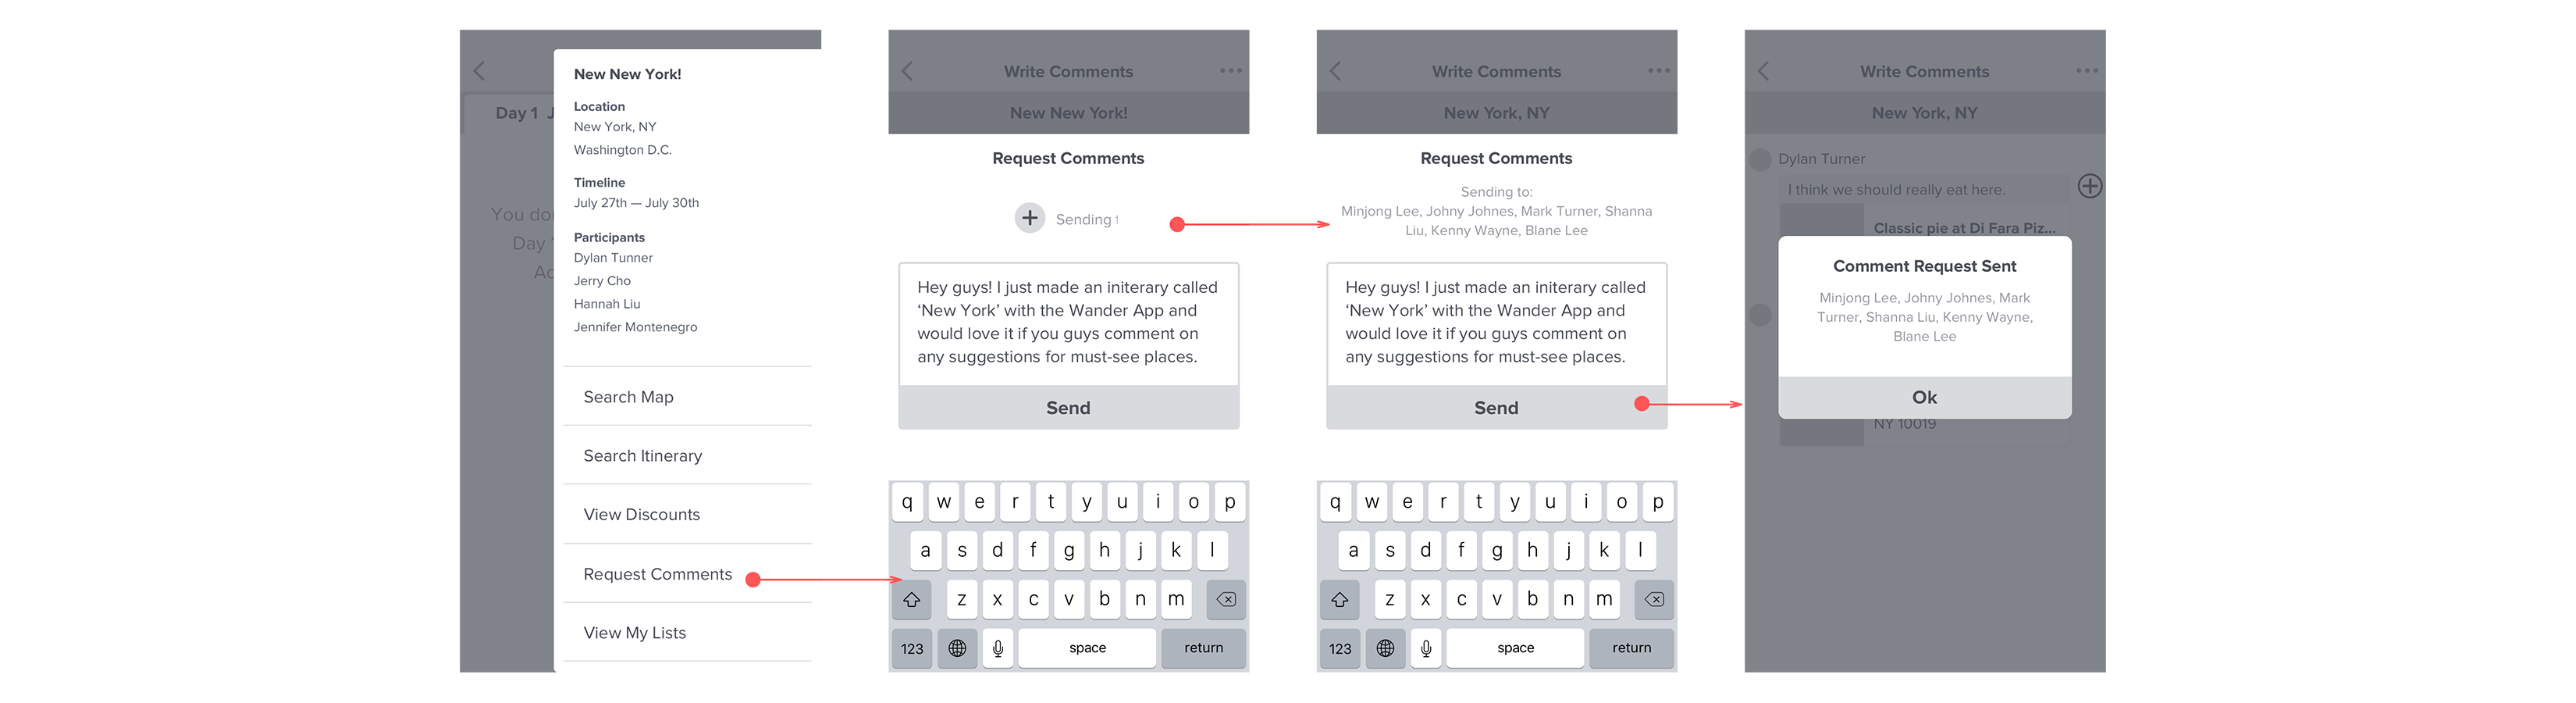 New New York!
Location
New York, NY
Washington D.C.
Timeline
July 27th — July 30th
Participants
Dylan Tunner
Jerry Cho
Hannah Liu
Jennifer Montenegro
Search Map
Search Itinerary
View Discounts
Request Comments
View My Lists
Day 1 J
You do
Day
Write Comments
New New York!
Request Comments
Sending
Hey guys! I just made an initerary called
‘New York’ with the Wander App and
would love it if you guys comment on
any suggestions for must-see places.
Send
q w e r t y u i o p
a s d f g h j k l
z x c v b n m
123 space return
Write Comments
New York, NY
Request Comments
Sending to:
Minjong Lee, Johny Johnes, Mark Turner, Shanna
Liu, Kenny Wayne, Blane Lee
Hey guys! I just made an initerary called
‘New York’ with the Wander App and
would love it if you guys comment on
any suggestions for must-see places.
Send
q w e r t y u i o p
a s d f g h j k l
z x c v b n m
123 space return
Write Comments
New York, NY
Dylan Turner
I think we should really eat here.
Classic pie at Di Fara Piz...
Comment Request Sent
Minjong Lee, Johny Johnes, Mark
Turner, Shanna Liu, Kenny Wayne,
Blane Lee
Ok
NY 10019